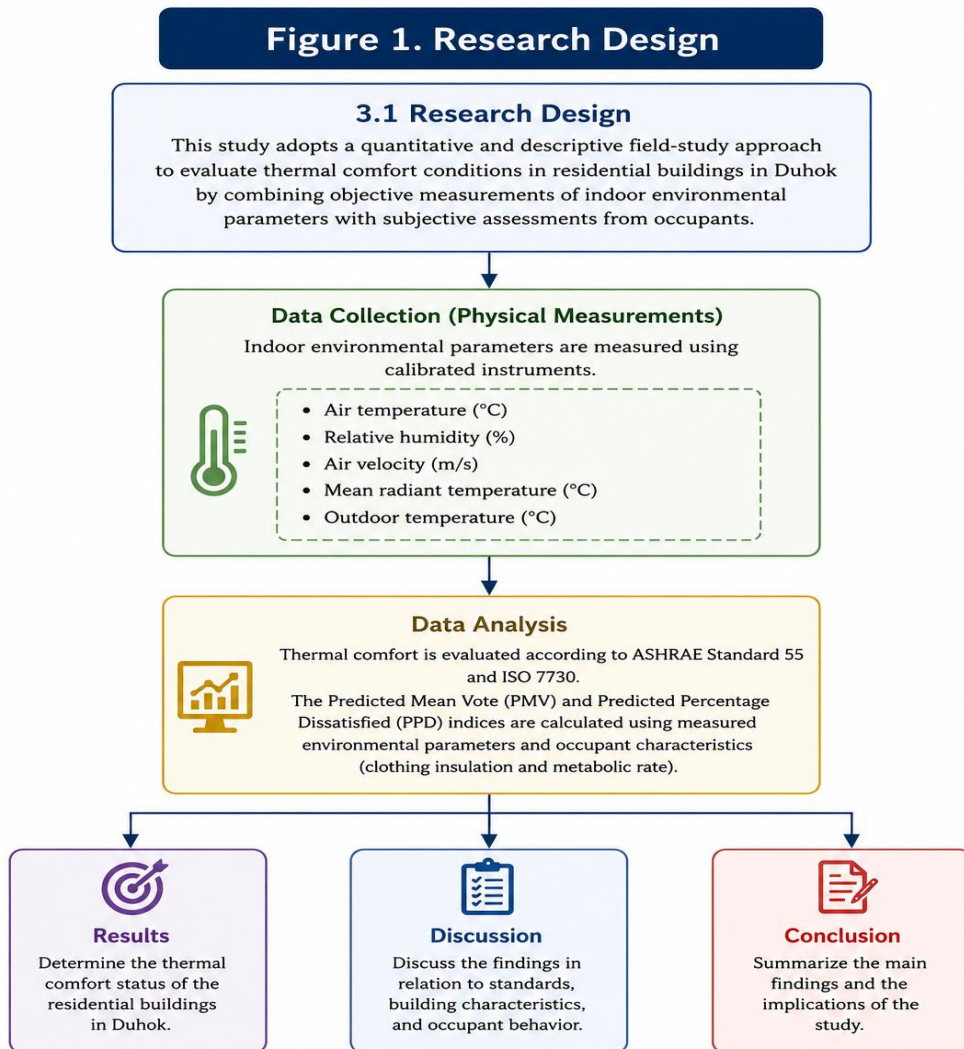 Figure 1. Research Design
3.1 Research Design
This study adopts a quantitative and descriptive field-study approach
to evaluate thermal comfort conditions in residential buildings in Duhok
by combining objective measurements of indoor environmental
parameters with subjective assessments from occupants.
Data Collection (Physical Measurements)
Indoor environmental parameters are measured using
calibrated instruments.
• Air temperature (°C)
• Relative humidity (%)
• Air velocity (m/s)
• Mean radiant temperature (°C)
• Outdoor temperature (°C)
Data Analysis
Thermal comfort is evaluated according to ASHRAE Standard 55
and ISO 7730.
The Predicted Mean Vote (PMV) and Predicted Percentage
Dissatisfied (PPD) indices are calculated using measured
environmental parameters and occupant characteristics
(clothing insulation and metabolic rate).
Results
Determine the thermal
comfort status of the
residential buildings
in Duhok.
Discussion
Discuss the findings in
relation to standards,
building characteristics,
and occupant behavior.
Conclusion
Summarize the main
findings and the
implications of the
study.